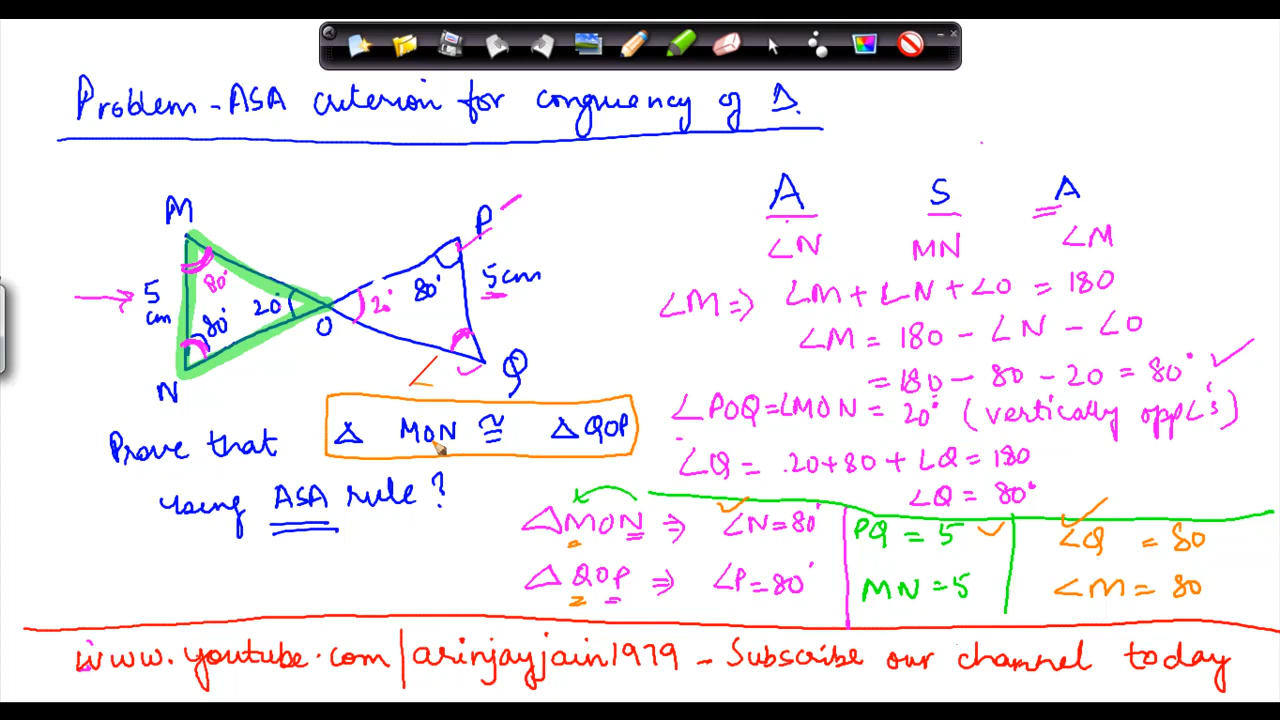 Problem - ASA criterion for congruency of Δ.
A S A
∠N MN ∠M
M
P
5 cm
80°
80°
20°
O
20°
80°
5cm
N
Q
∠
∠M ⇒ ∠M + ∠N + ∠O = 180
∠M = 180 - ∠N - ∠O
= 180 - 80 - 20 = 80° ✓
∠POQ = ∠MON = 20° (vertically opp ∠'s)
∠Q = 20 + 80 + ∠Q = 180
∠Q = 80°
Prove that Δ MON ≅ Δ QOP
using ASA rule?
ΔMON ⇒ ∠N = 80° PQ = 5 ∠Q = 80
ΔQOP ⇒ ∠P = 80° MN = 5 ∠M = 80
www.youtube.com/arinjayjain1979 - Subscribe our channel today